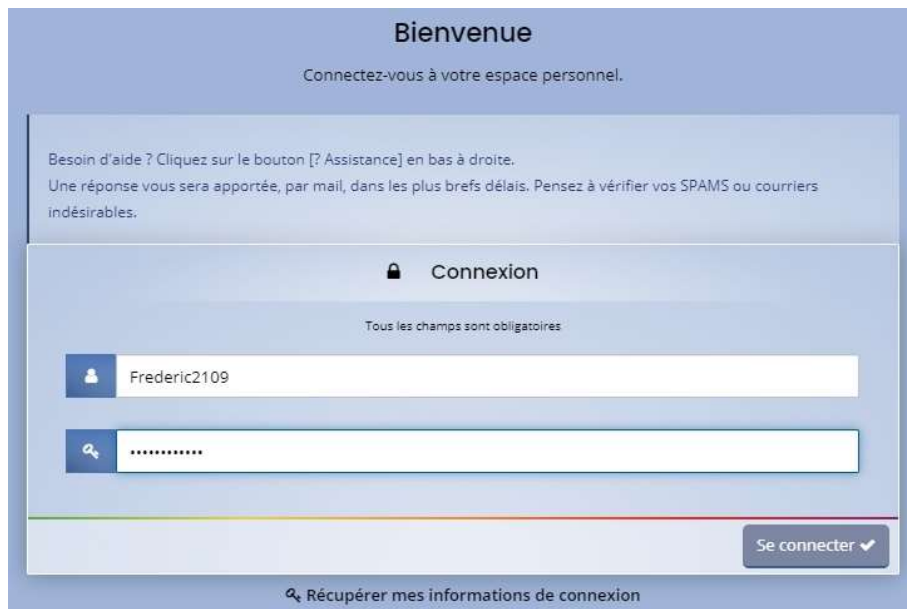 Bienvenue
Connectez-vous à votre espace personnel.
Besoin d'aide ? Cliquez sur le bouton [? Assistance] en bas à droite.
Une réponse vous sera apportée, par mail, dans les plus brefs délais. Pensez à vérifier vos SPAMS ou courriers
indésirables.
Connexion
Tous les champs sont obligatoires
Frederic2109
••••••••••••
Se connecter
Récupérer mes informations de connexion